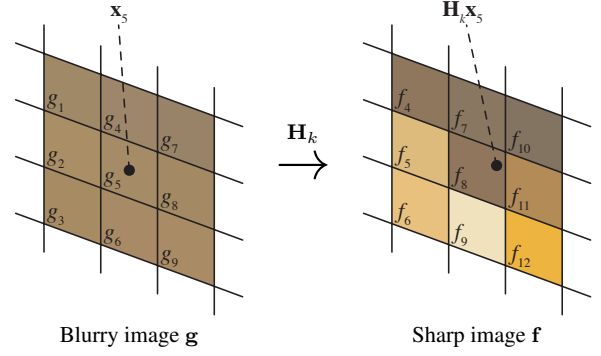 x₅ Hₖx₅
g₁ g₄ g₇ f₄ f₇ f₁₀
Hₖ
g₂ g₅ g₈ f₅ f₈ f₁₁
g₃ g₆ g₉ f₆ f₉ f₁₂
Blurry image g Sharp image f